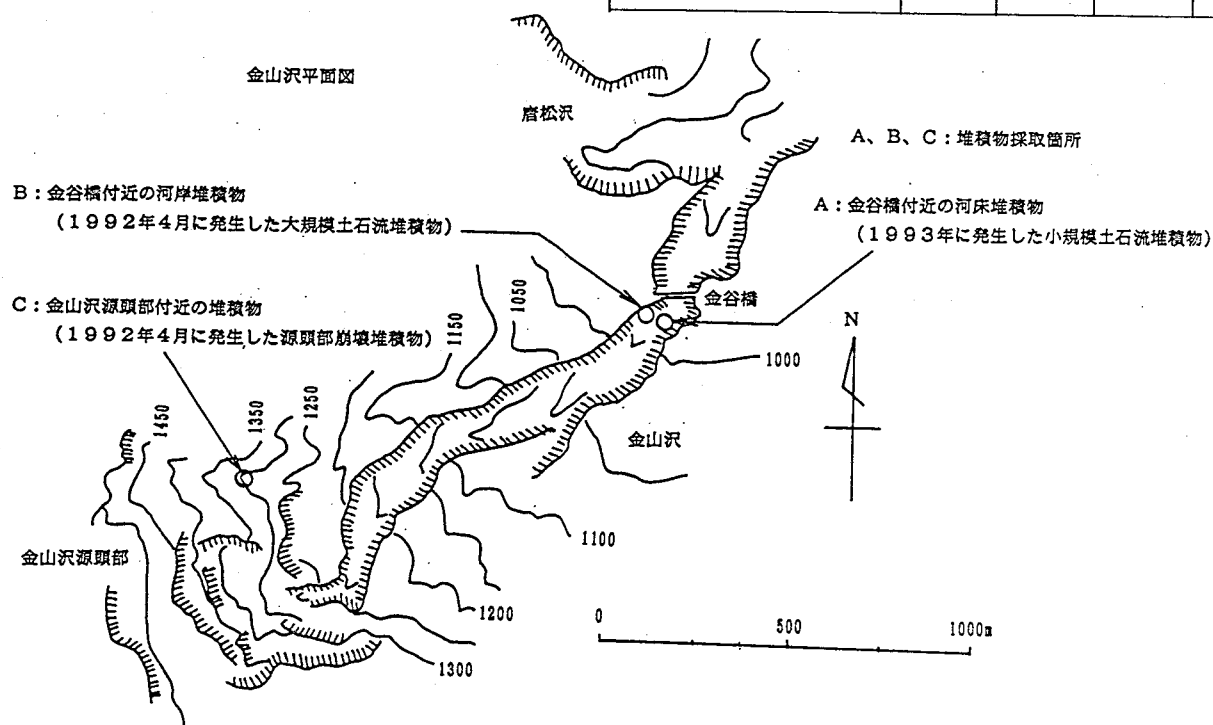 金山沢平面図
唐松沢
A、B、C：堆積物採取箇所
B：金谷橋付近の河岸堆積物
（1992年4月に発生した大規模土石流堆積物）
A：金谷橋付近の河床堆積物
（1993年に発生した小規模土石流堆積物）
金谷橋
C：金山沢源頭部付近の堆積物
（1992年4月に発生した源頭部崩壊堆積物）
1050
1150
N
1000
1250
1350
1450
金山沢
1100
金山沢源頭部
1200
0 500 1000m
1300